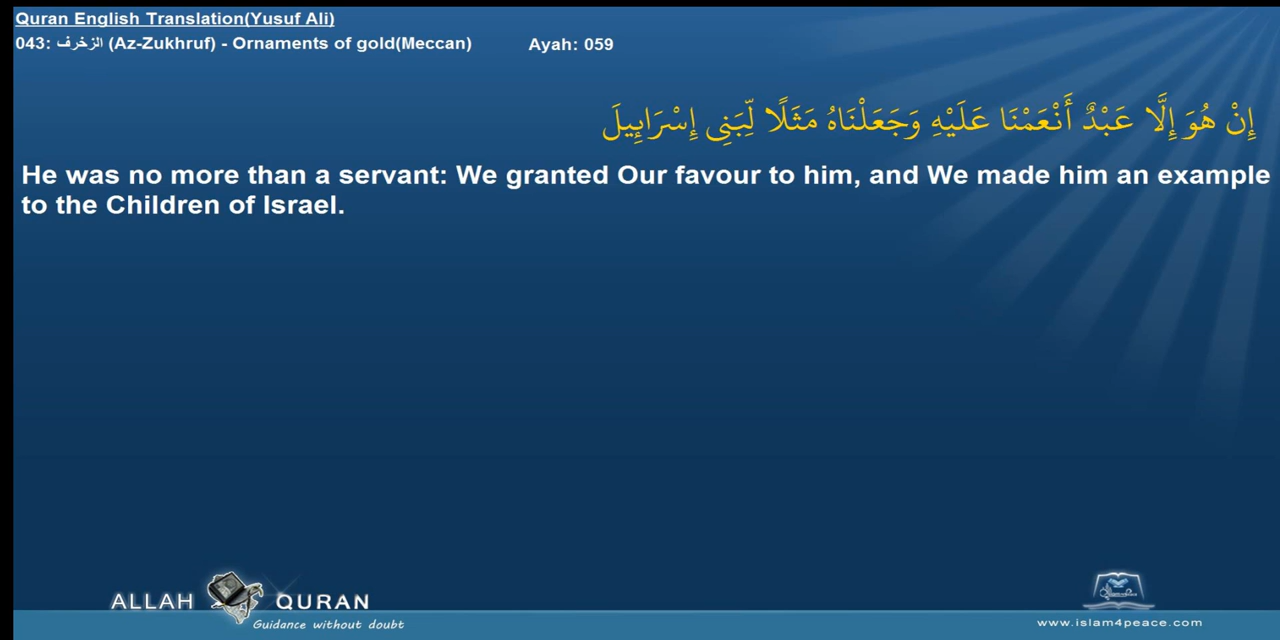 Quran English Translation(Yusuf Ali)
043: الزخرف (Az-Zukhruf) - Ornaments of gold(Meccan) Ayah: 059
إِنْ هُوَ إِلَّا عَبْدٌ أَنْعَمْنَا عَلَيْهِ وَجَعَلْنَاهُ مَثَلًا لِّبَنِى إِسْرَائِيلَ
He was no more than a servant: We granted Our favour to him, and We made him an example
to the Children of Israel.
ALLAH QURAN
Guidance without doubt
www.islam4peace.com